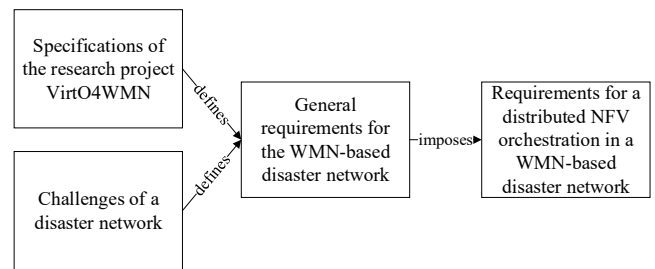 Specifications of
the research project
VirtO4WMN
defines
Challenges of a
disaster network
defines
General
requirements for
the WMN-based
disaster network
imposes
Requirements for a
distributed NFV
orchestration in a
WMN-based
disaster network